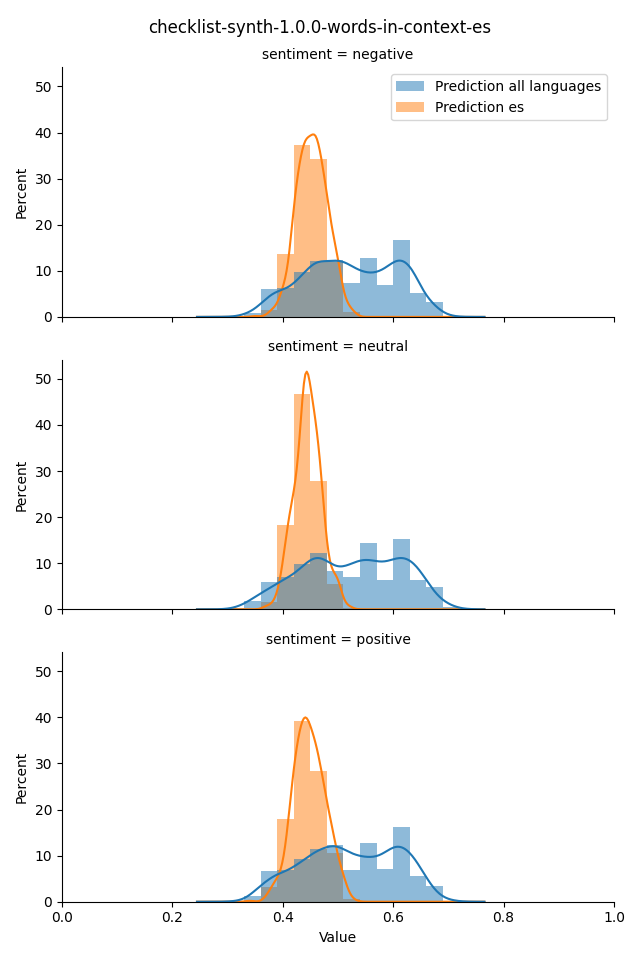 checklist-synth-1.0.0-words-in-context-es
sentiment = negative
50
40
30
20
10
0
Percent
Prediction all languages
Prediction es
sentiment = neutral
50
40
30
20
10
0
Percent
sentiment = positive
50
40
30
20
10
0
Percent
0.0 0.2 0.4 0.6 0.8 1.0
Value